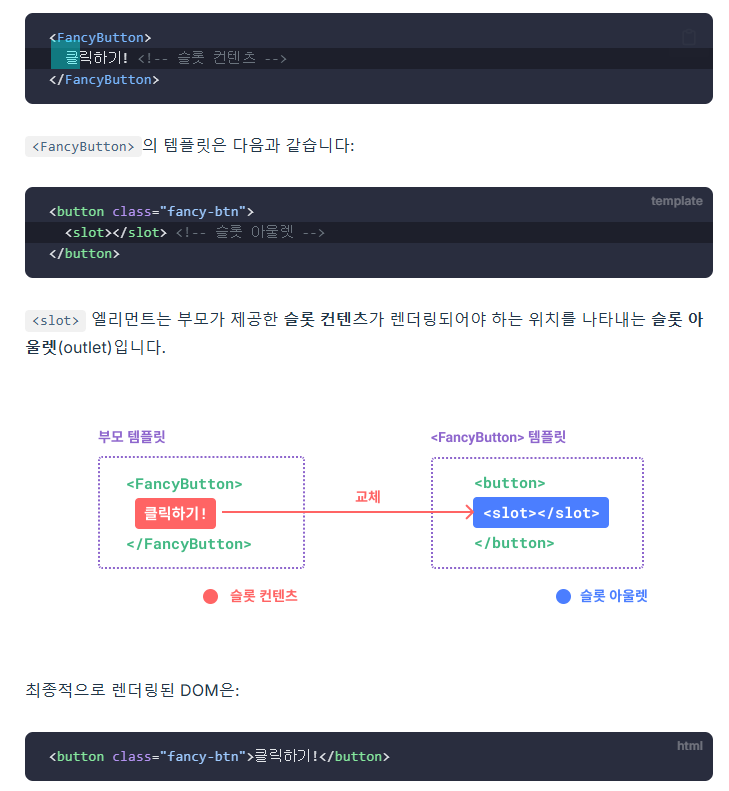 <FancyButton>
클릭하기! <!-- 슬롯 컨텐츠 -->
</FancyButton>
<FancyButton>의 템플릿은 다음과 같습니다:
template
<button class="fancy-btn">
<slot></slot> <!-- 슬롯 아울렛 -->
</button>
<slot> 엘리먼트는 부모가 제공한 슬롯 컨텐츠가 렌더링되어야 하는 위치를 나타내는 슬롯 아
울렛(outlet)입니다.
부모 템플릿
<FancyButton> 템플릿
<FancyButton>
클릭하기!
</FancyButton>
교체
<button>
<slot></slot>
</button>
슬롯 컨텐츠
슬롯 아울렛
최종적으로 렌더링된 DOM은:
html
<button class="fancy-btn">클릭하기!</button>